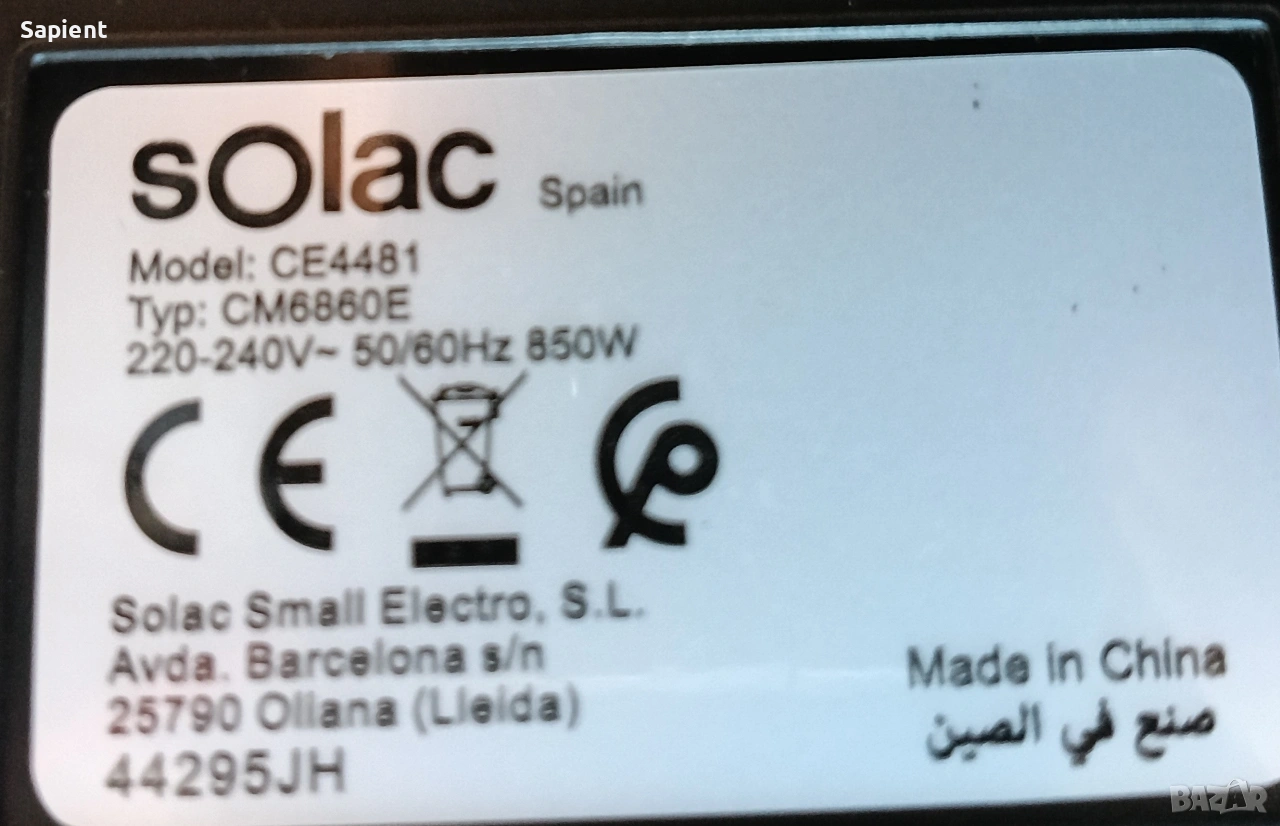 Sapient
solac Spain
Model: CE4481
Typ: CM6860E
220-240V~ 50/60Hz 850W
CE
Solac Small Electro, S.L.
Avda. Barcelona s/n
25790 Oliana (Lleida)
44295JH
Made in China
صنع في الصين
BAZAR